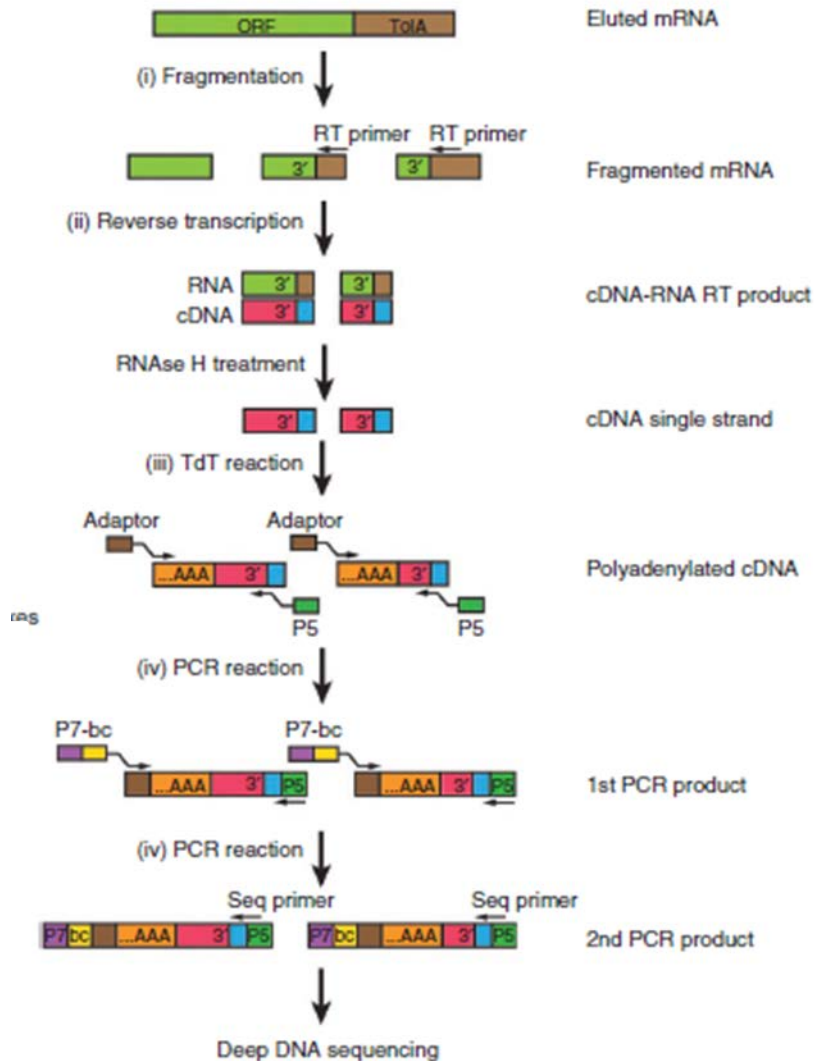 ORF TolA Eluted mRNA
(i) Fragmentation
RT primer RT primer
3′ 3′ Fragmented mRNA
(ii) Reverse transcription
RNA 3′ 3′
cDNA 3′ 3′ cDNA-RNA RT product
RNAse H treatment
3′ 3′ cDNA single strand
(iii) TdT reaction
Adaptor Adaptor
...AAA 3′ ...AAA 3′ Polyadenylated cDNA
P5 P5
(iv) PCR reaction
P7-bc P7-bc
...AAA 3′ P5 ...AAA 3′ P5 1st PCR product
(iv) PCR reaction
Seq primer Seq primer
P7 bc ...AAA 3′ P5 P7 bc ...AAA 3′ P5 2nd PCR product
Deep DNA sequencing